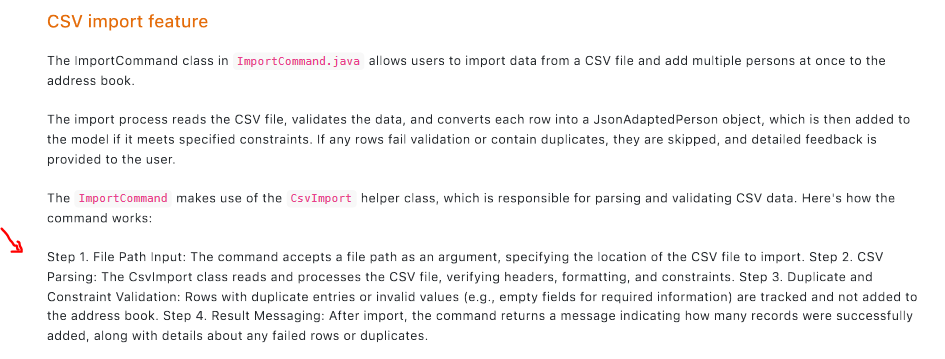 CSV import feature
The ImportCommand class in ImportCommand.java allows users to import data from a CSV file and add multiple persons at once to the
address book.
The import process reads the CSV file, validates the data, and converts each row into a JsonAdaptedPerson object, which is then added to
the model if it meets specified constraints. If any rows fail validation or contain duplicates, they are skipped, and detailed feedback is
provided to the user.
The ImportCommand makes use of the CsvImport helper class, which is responsible for parsing and validating CSV data. Here's how the
command works:
Step 1. File Path Input: The command accepts a file path as an argument, specifying the location of the CSV file to import. Step 2. CSV
Parsing: The CsvImport class reads and processes the CSV file, verifying headers, formatting, and constraints. Step 3. Duplicate and
Constraint Validation: Rows with duplicate entries or invalid values (e.g., empty fields for required information) are tracked and not added to
the address book. Step 4. Result Messaging: After import, the command returns a message indicating how many records were successfully
added, along with details about any failed rows or duplicates.